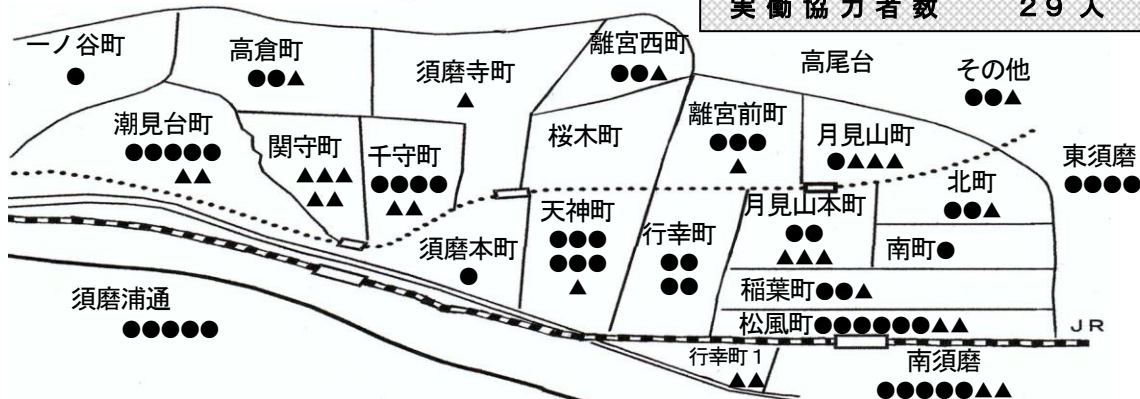 実働協力者数 29人
一ノ谷町
●
高倉町
●●▲
須磨寺町
▲
離宮西町
●●▲
高尾台
その他
●●▲
潮見台町
●●●●●
▲▲
関守町
▲▲▲
▲▲
千守町
●●●●
▲▲
桜木町
離宮前町
●●●
▲
月見山町
●▲▲▲
東須磨
●●●●
北町
●●▲
須磨本町
●
天神町
●●●
●●●
▲
行幸町
●●
●●
月見山本町
●●
▲▲▲
南町●
稲葉町●●▲
松風町●●●●●●▲▲
JR
須磨浦通
●●●●●
行幸町1
▲▲
南須磨
●●●●●▲▲